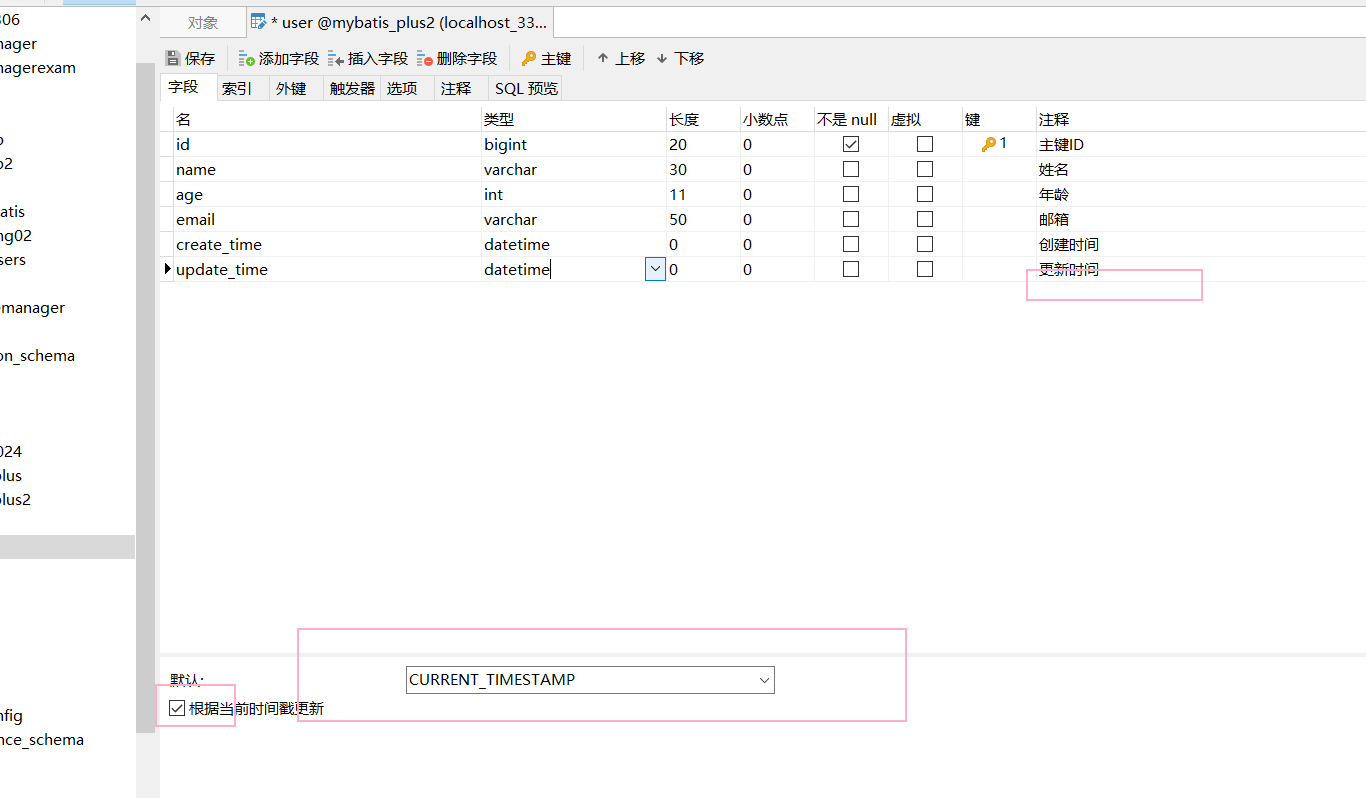 306
nager
nagerexam
o
o2
atis
ng02
sers
emanager
on_schema
024
plus
plus2
nfig
nce_schema
对象
* user @mybatis_plus2 (localhost_33...
保存 添加字段 插入字段 删除字段 主键 上移 下移
字段 索引 外键 触发器 选项 注释 SQL 预览
名 类型 长度 小数点 不是 null 虚拟 键 注释
id bigint 20 0 1 主键ID
name varchar 30 0 姓名
age int 11 0 年龄
email varchar 50 0 邮箱
create_time datetime 0 0 创建时间
update_time datetime 0 0 更新时间
默认: CURRENT_TIMESTAMP
根据当前时间戳更新